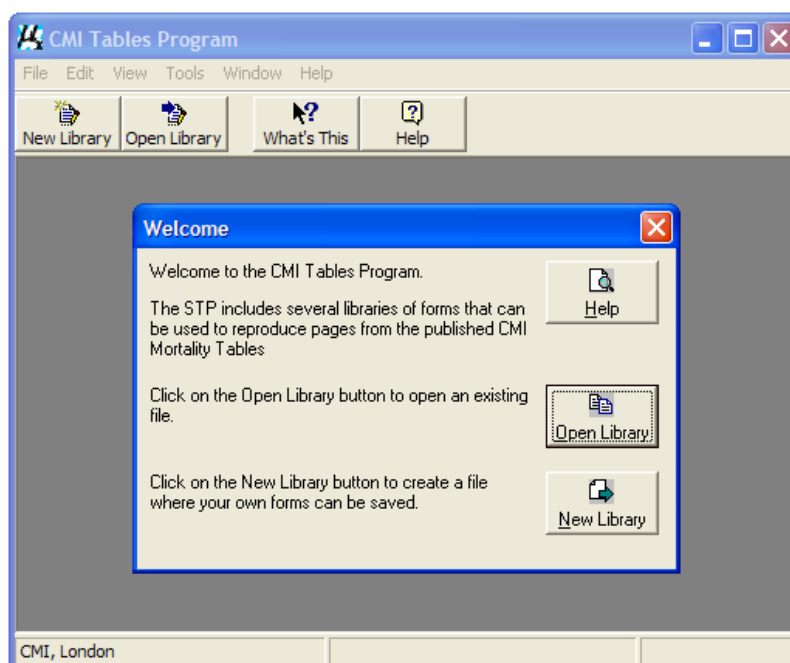 CMI Tables Program
File Edit View Tools Window Help
New Library Open Library What's This Help
Welcome
Welcome to the CMI Tables Program.
Help
The STP includes several libraries of forms that can
be used to reproduce pages from the published CMI
Mortality Tables
Click on the Open Library button to open an existing
file.
Open Library
Click on the New Library button to create a file
where your own forms can be saved.
New Library
CMI, London